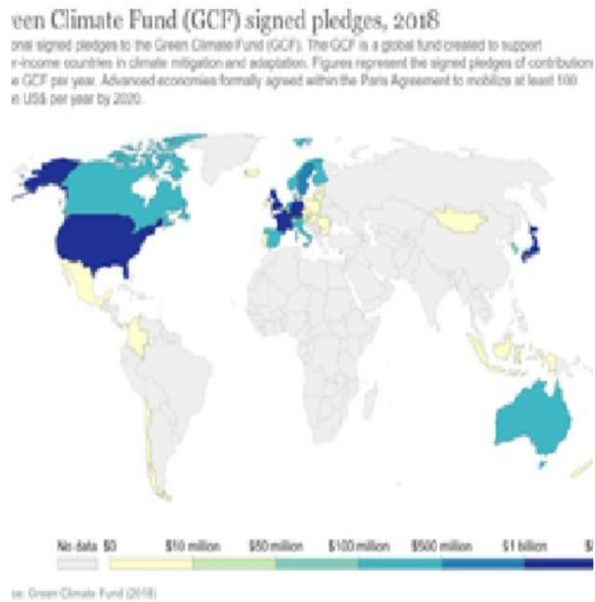 een Climate Fund (GCF) signed pledges, 2018
onal signed pledges to the Green Climate Fund (GCF). The GCF is a global fund created to support
r-income countries in climate mitigation and adaptation. Figures represent the signed pledges of contributions
e GCF per year. Advanced economies formally agreed within the Paris Agreement to mobilize at least 100
n US$ per year by 2020.
No data $0 $10 million $50 million $100 million $500 million $1 billion $
ce: Green Climate Fund (2018)